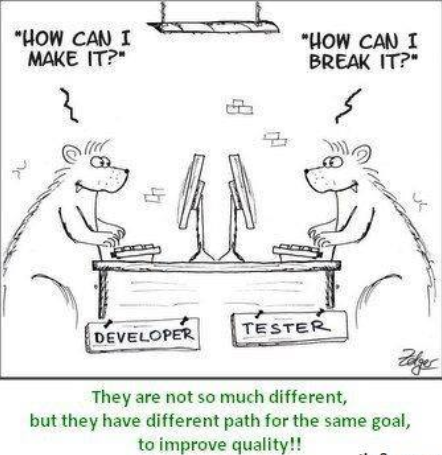 "HOW CAN I
MAKE IT?"
"HOW CAN I
BREAK IT?"
DEVELOPER
TESTER
They are not so much different,
but they have different path for the same goal,
to improve quality!!